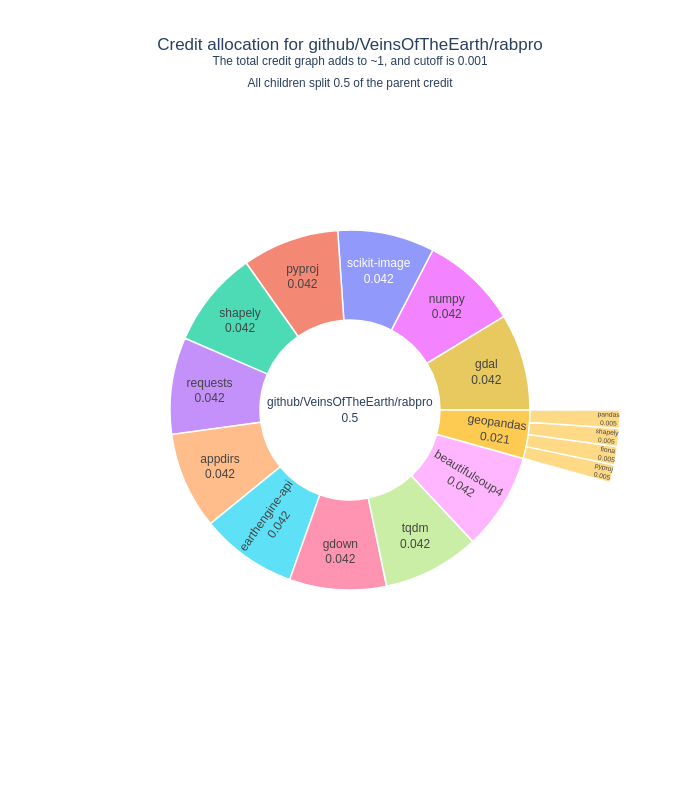 Credit allocation for github/VeinsOfTheEarth/rabpro
The total credit graph adds to ~1, and cutoff is 0.001
All children split 0.5 of the parent credit
scikit-image
0.042
pyproj
0.042
numpy
0.042
shapely
0.042
gdal
0.042
requests
0.042
github/VeinsOfTheEarth/rabpro
0.5
geopandas
0.021
pandas
0.005
shapely
0.005
fiona
0.005
pyproj
0.005
appdirs
0.042
beautifulsoup4
0.042
earthengine-api
0.042
tqdm
0.042
gdown
0.042